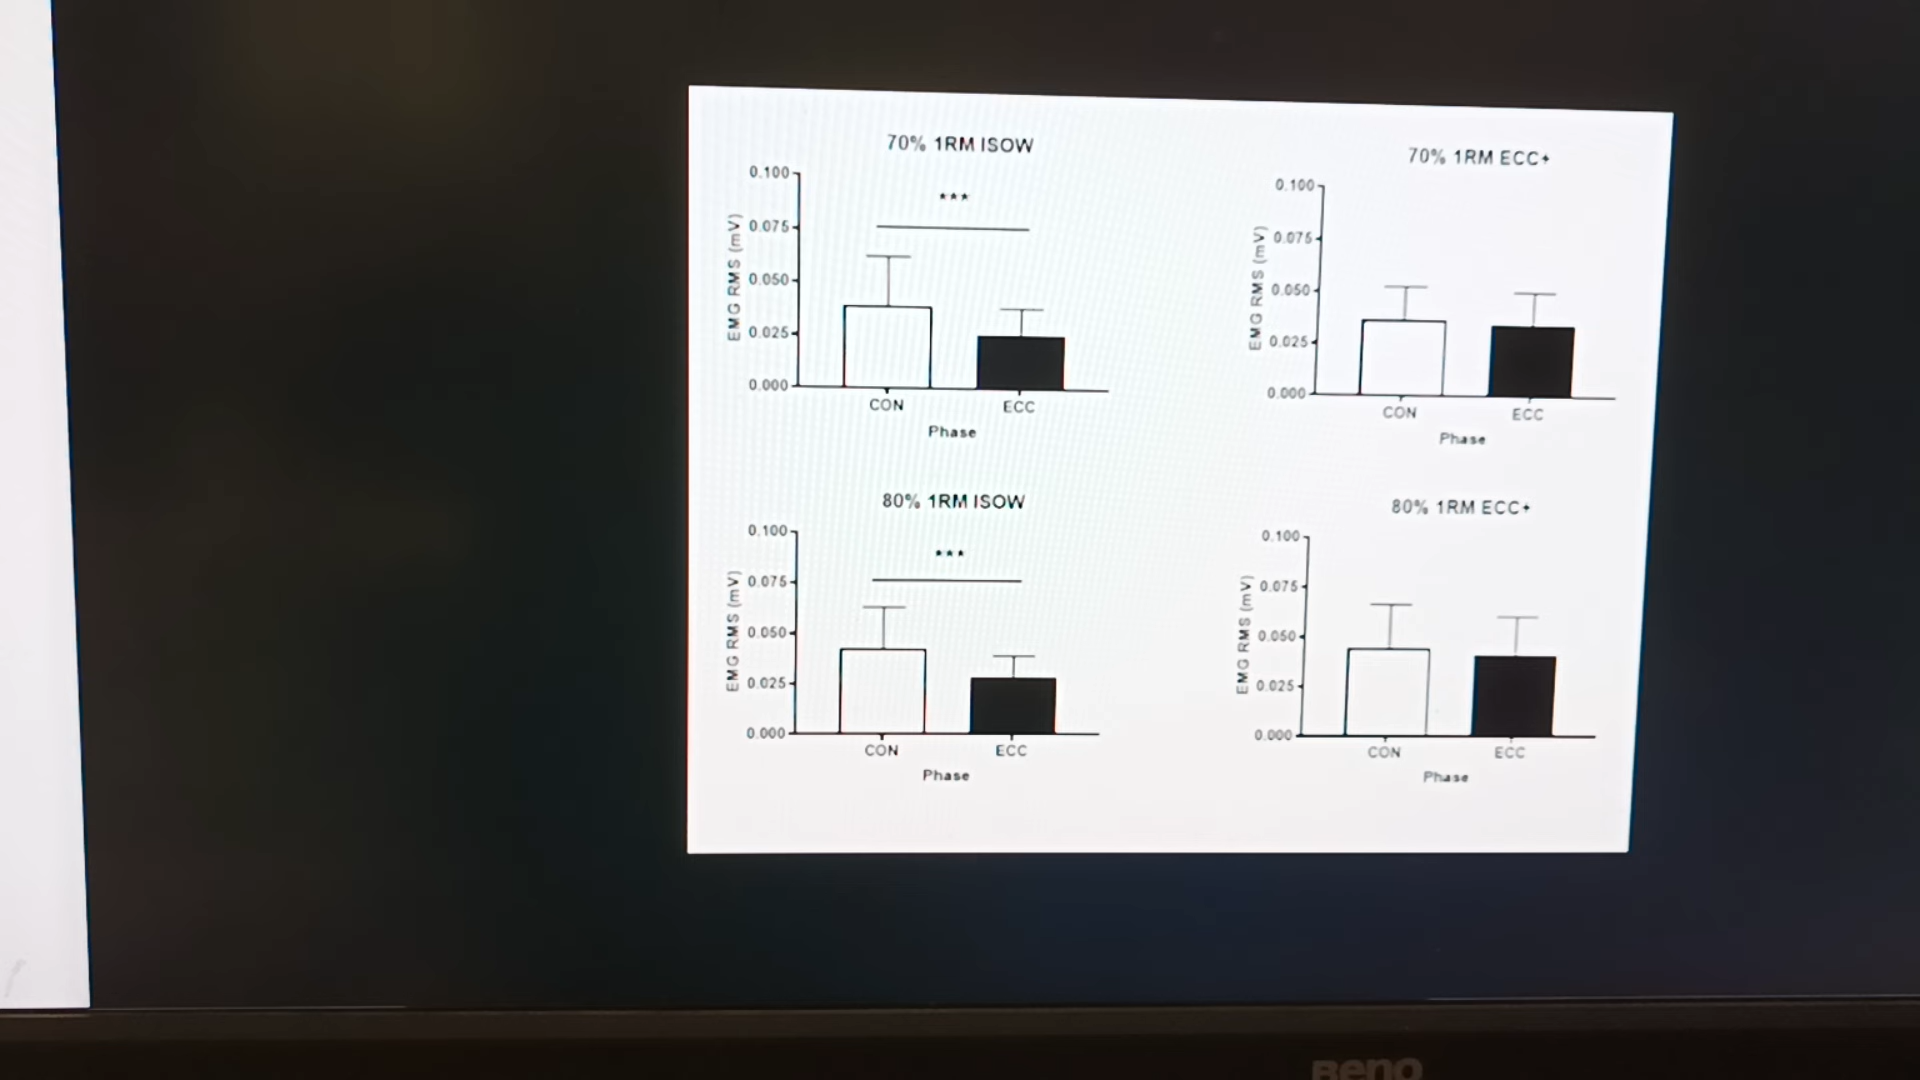 70% 1RM ISOW
***
0.100
0.075
0.050
0.025
0.000
EMG RMS (mV)
CON ECC
Phase
70% 1RM ECC+
0.100
0.075
0.050
0.025
0.000
EMG RMS (mV)
CON ECC
Phase
80% 1RM ISOW
***
0.100
0.075
0.050
0.025
0.000
EMG RMS (mV)
CON ECC
Phase
80% 1RM ECC+
0.100
0.075
0.050
0.025
0.000
EMG RMS (mV)
CON ECC
Phase
BenQ